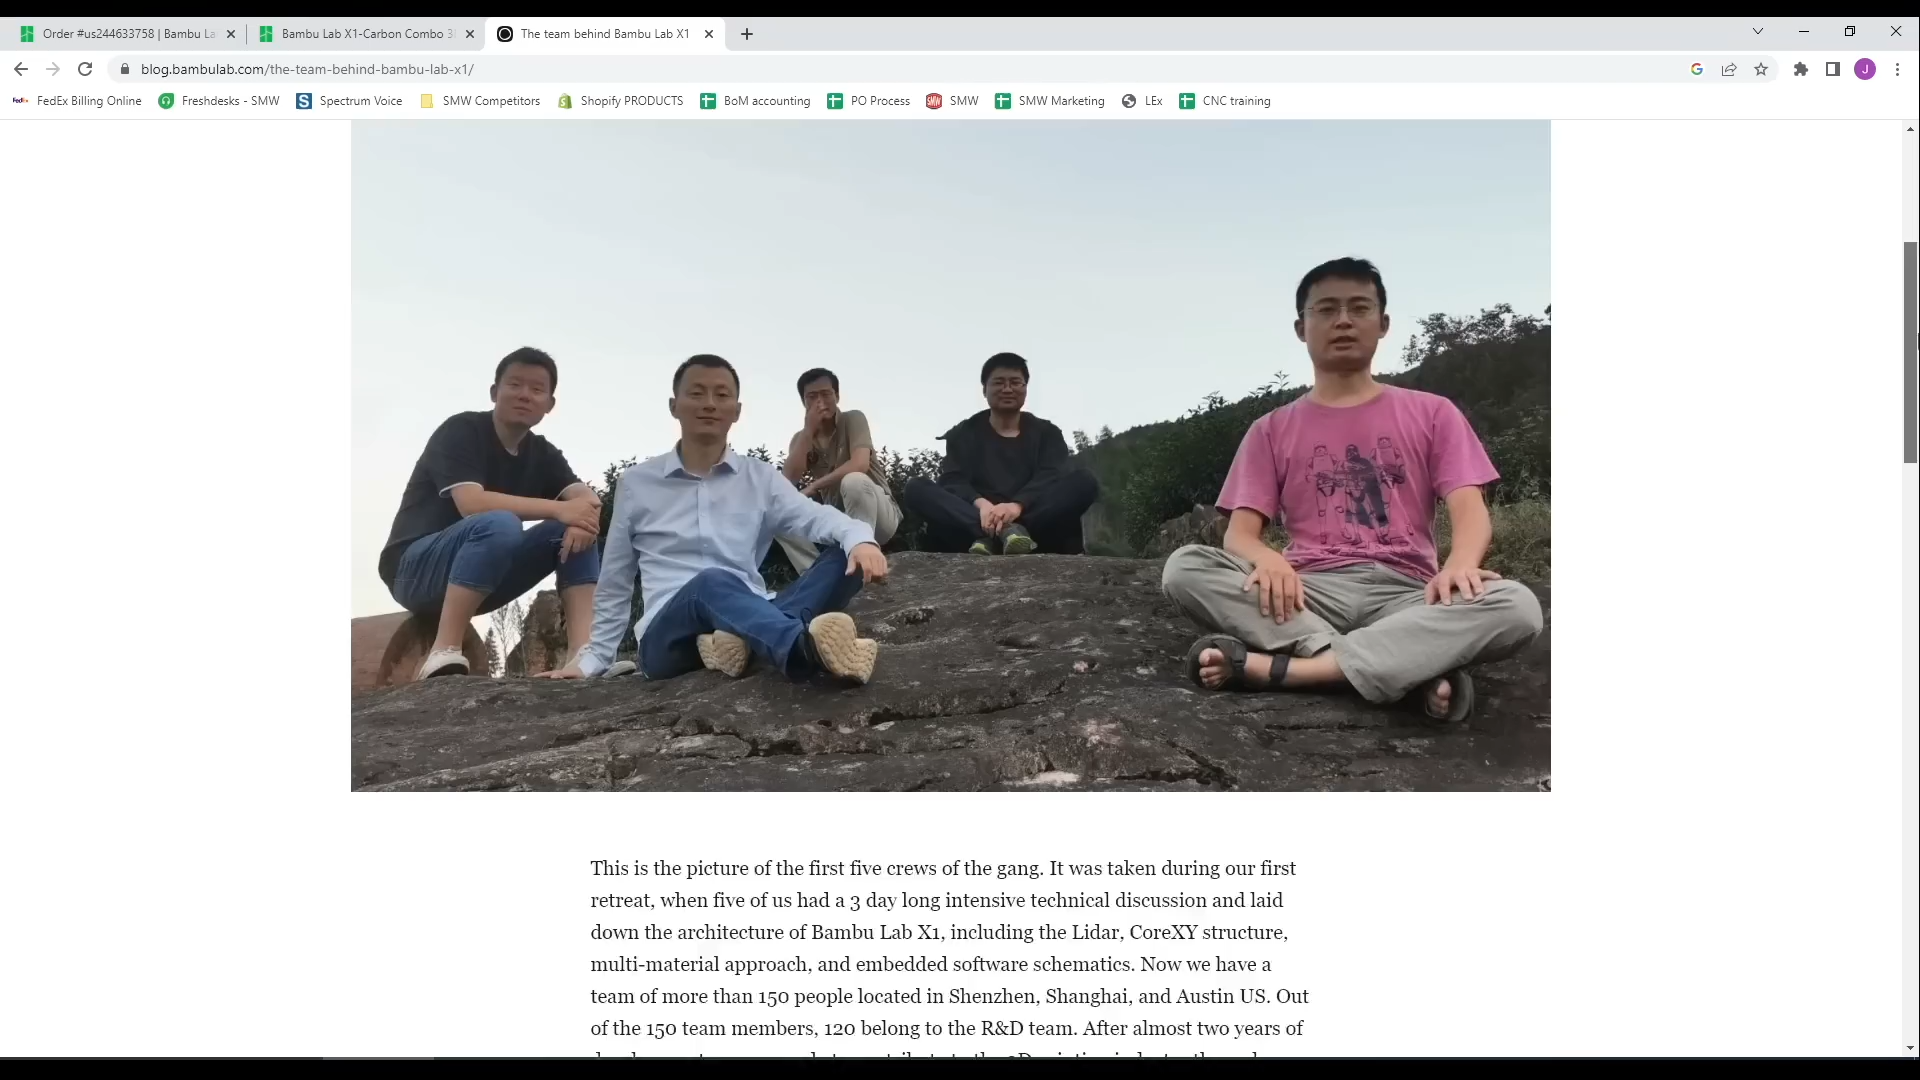 Order #us244633758 | Bambu La
Bambu Lab X1-Carbon Combo 3
The team behind Bambu Lab X1
blog.bambulab.com/the-team-behind-bambu-lab-x1/
J
FedEx FedEx Billing Online
Freshdesks - SMW
S Spectrum Voice
SMW Competitors
Shopify PRODUCTS
BoM accounting
PO Process
SMW SMW
SMW Marketing
LEx
CNC training
This is the picture of the first five crews of the gang. It was taken during our first
retreat, when five of us had a 3 day long intensive technical discussion and laid
down the architecture of Bambu Lab X1, including the Lidar, CoreXY structure,
multi-material approach, and embedded software schematics. Now we have a
team of more than 150 people located in Shenzhen, Shanghai, and Austin US. Out
of the 150 team members, 120 belong to the R&D team. After almost two years of